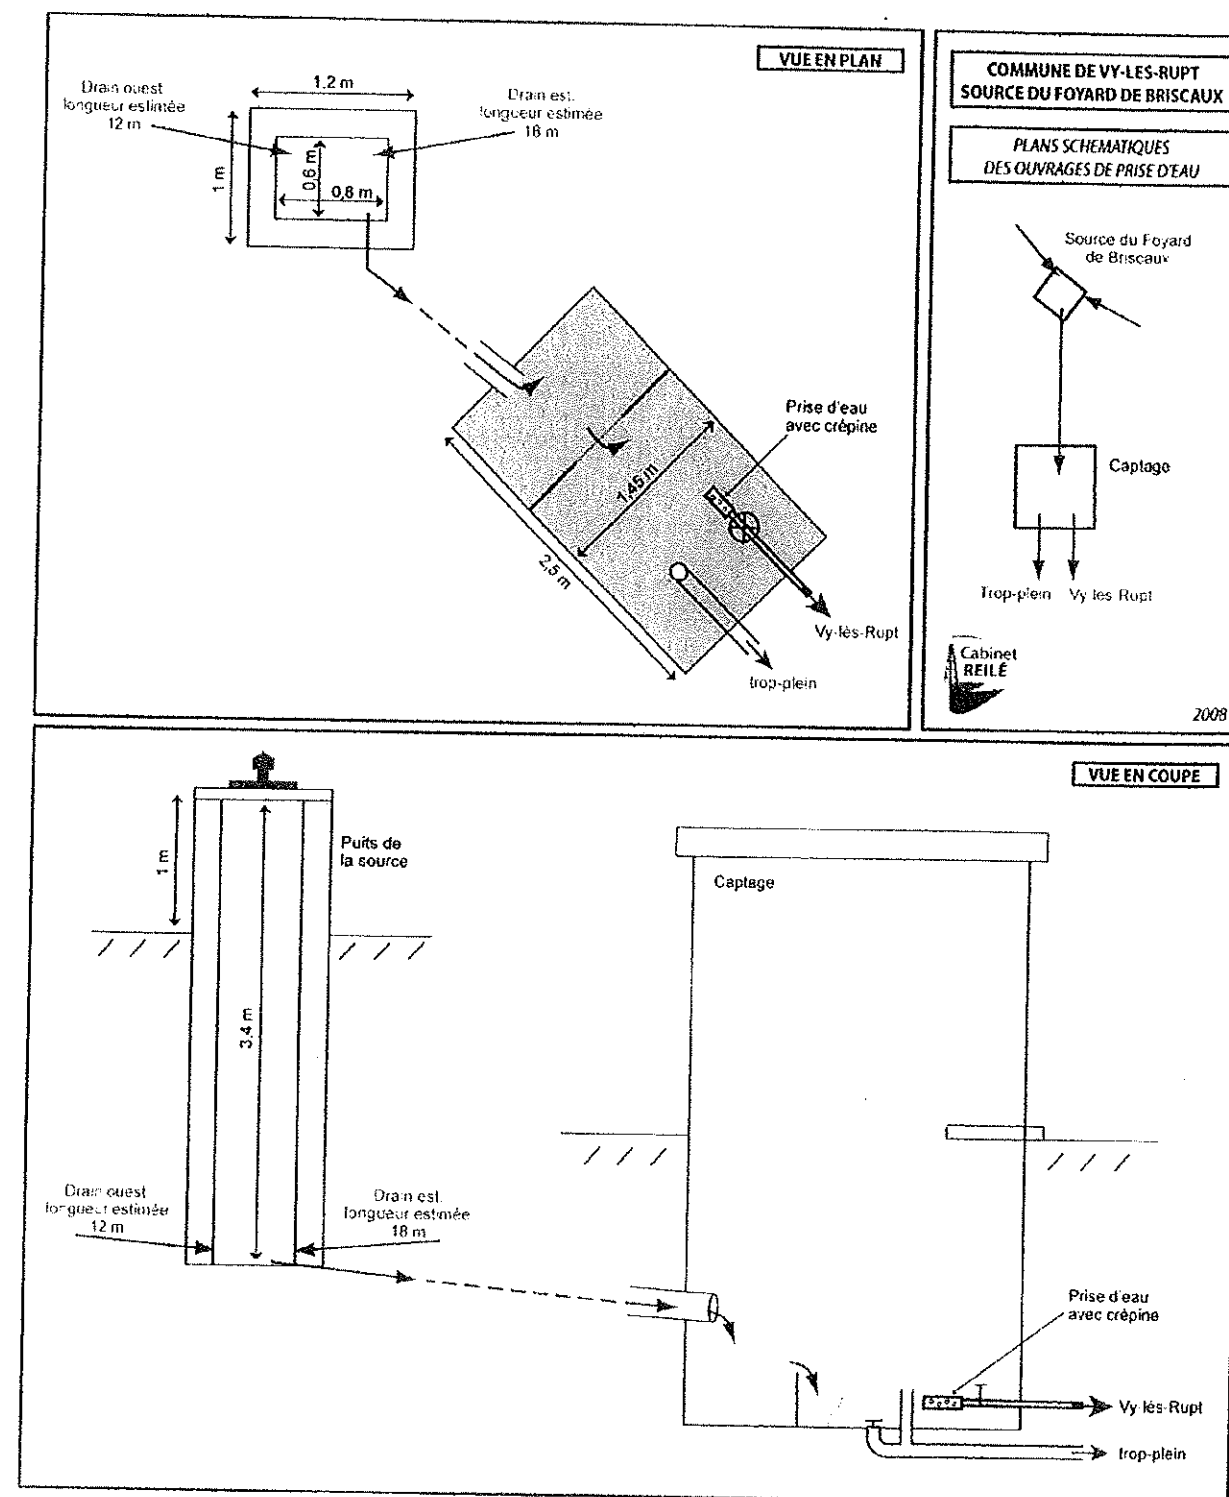 VUE EN PLAN
Drain ouest
longueur estimée
12 m
1,2 m
Drain est.
longueur estimée
18 m
1 m
0,6 m
0,8 m
Prise d'eau
avec crépine
1,45 m
2,5 m
Vy-lès-Rupt
trop-plein
COMMUNE DE VY-LES-RUPT
SOURCE DU FOYARD DE BRISCAUX
PLANS SCHEMATIQUES
DES OUVRAGES DE PRISE D'EAU
Source du Foyard
de Briscaux
Captage
Trop-plein Vy les Rupt
Cabinet
REILÉ
2008
VUE EN COUPE
Puits de
la source
1 m
3,4 m
Captage
Drain ouest
longueur estimée
12 m
Drain est.
longueur estimée
18 m
Prise d'eau
avec crépine
Vy-lès-Rupt
trop-plein